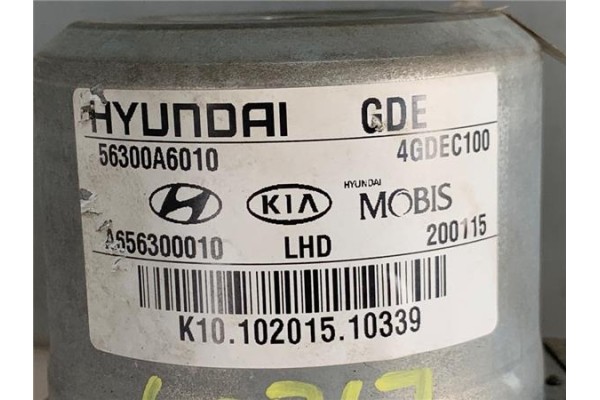 HYUNDAI GDE
56300A6010 4GDEC100
KIA HYUNDAI MOBIS
A656300010 LHD 200115
K10.102015.10339